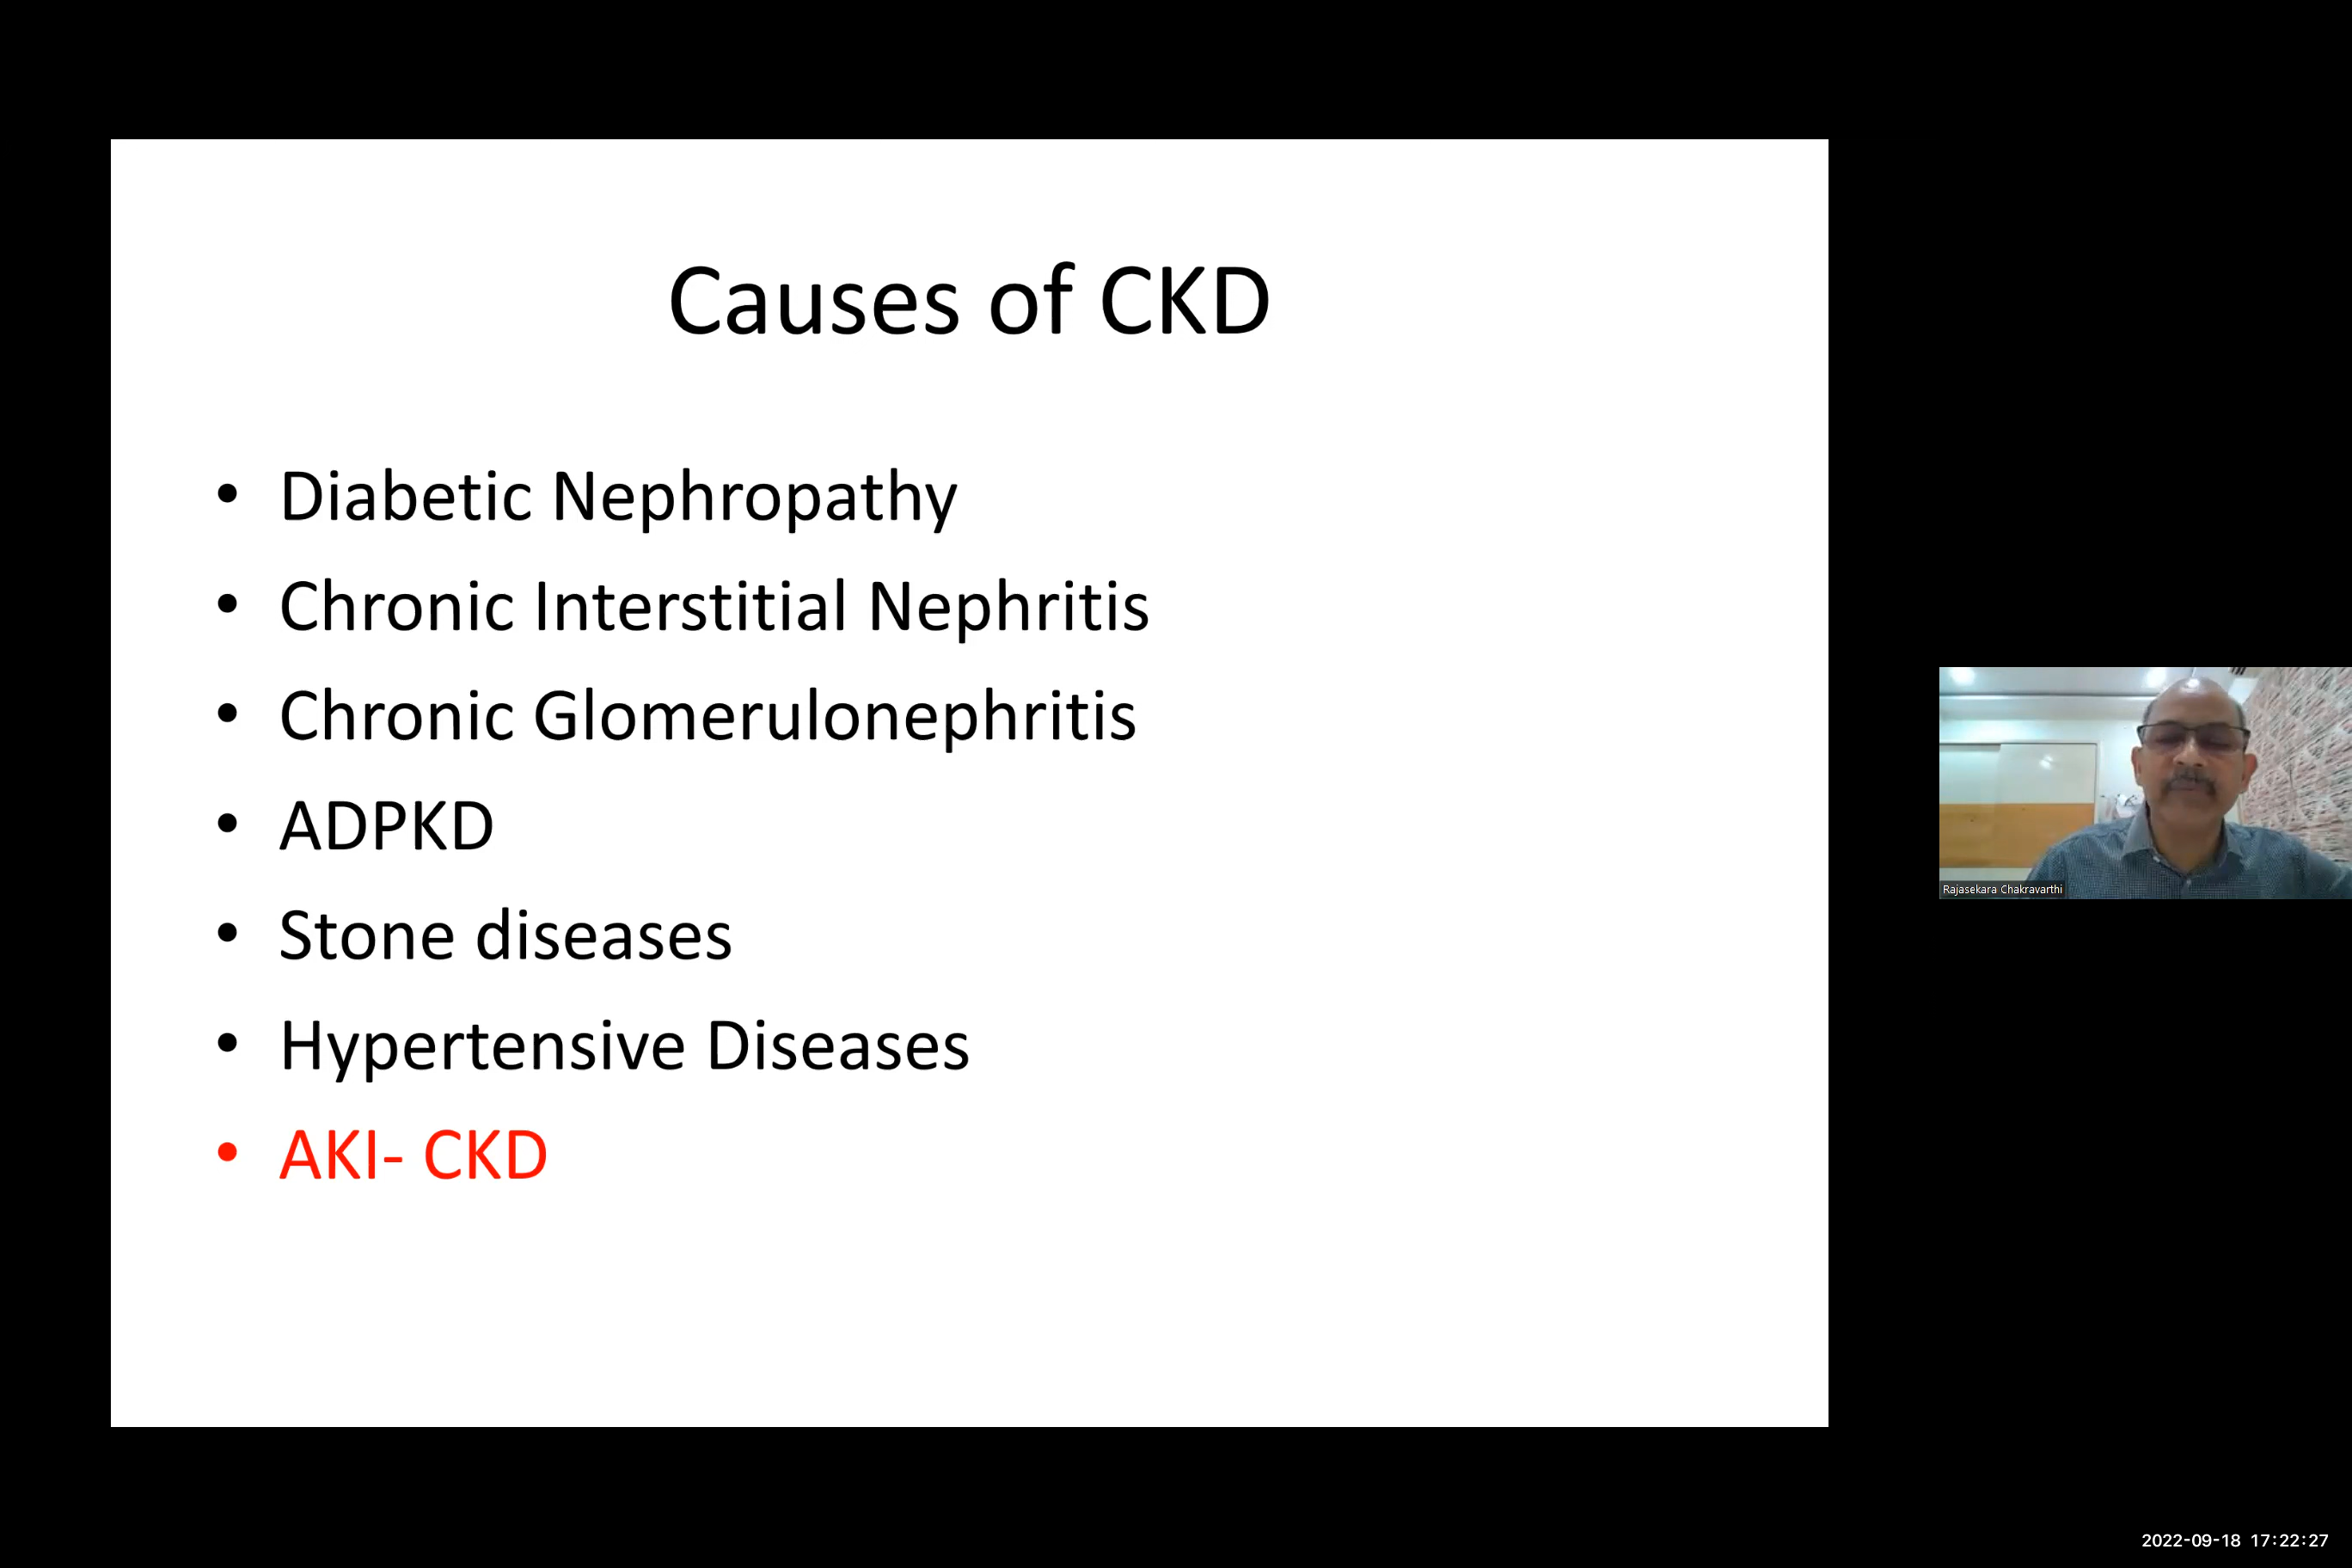 Causes of CKD
• Diabetic Nephropathy
• Chronic Interstitial Nephritis
• Chronic Glomerulonephritis
• ADPKD
• Stone diseases
• Hypertensive Diseases
• AKI- CKD
Rajasekara Chakravarthi
2022-09-18 17:22:27